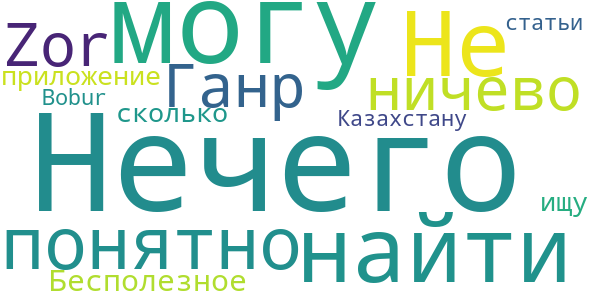 Zor могу Не статьи
приложение Ганр ничево
Bobur сколько Казахстану
Нечего
ищу
понятно найти
Бесполезное